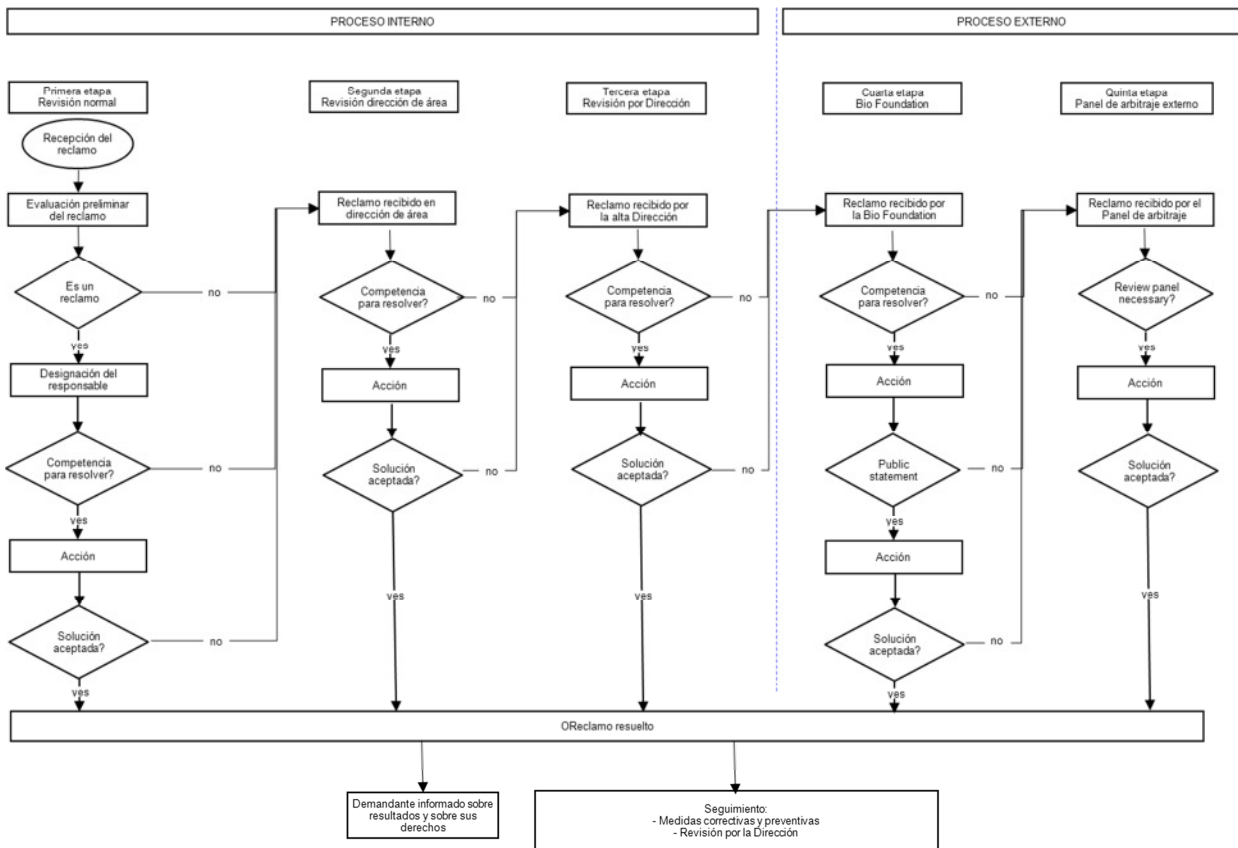 PROCESO INTERNO
PROCESO EXTERNO
Primera etapa
Revisión normal
Segunda etapa
Revisión dirección de área
Tercera etapa
Revisión por Dirección
Cuarta etapa
Bio Foundation
Quinta etapa
Panel de arbitraje externo
Recepción del
reclamo
Evaluación preliminar
del reclamo
Es un
reclamo
no
yes
Designación del
responsable
Competencia
para resolver?
no
yes
Acción
Solución
aceptada?
no
yes
Reclamo recibido en
dirección de área
Competencia
para resolver?
no
yes
Acción
Solución
aceptada?
no
yes
Reclamo recibido por
la alta Dirección
Competencia
para resolver?
no
yes
Acción
Solución
aceptada?
no
yes
Reclamo recibido por
la Bio Foundation
Competencia
para resolver?
no
yes
Acción
Public
statement
no
yes
Acción
Solución
aceptada?
no
yes
Reclamo recibido por el
Panel de arbitraje
Review panel
necessary?
yes
Acción
Solución
aceptada?
yes
OReclamo resuelto
Demandante informado sobre
resultados y sobre sus
derechos
Seguimiento:
- Medidas correctivas y preventivas
- Revisión por la Dirección